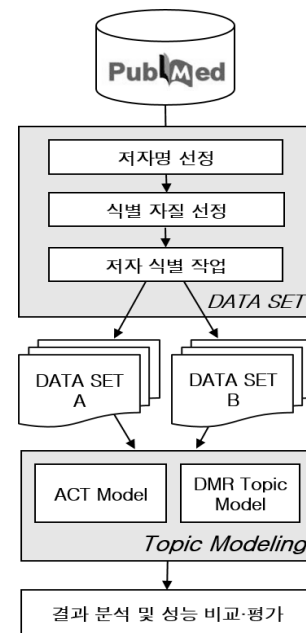 PubMed
저자명 선정
식별 자질 선정
저자 식별 작업
DATA SET
DATA SET
A
DATA SET
B
ACT Model
DMR Topic
Model
Topic Modeling
결과 분석 및 성능 비교·평가